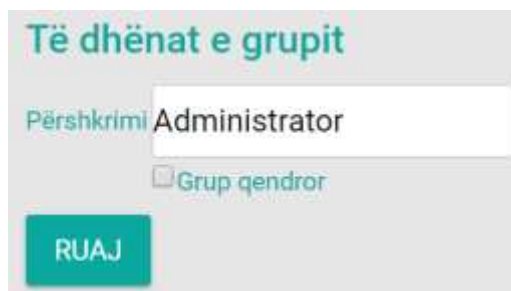 Të dhënat e grupit
Përshkrimi Administrator
Grup qendror
RUAJ